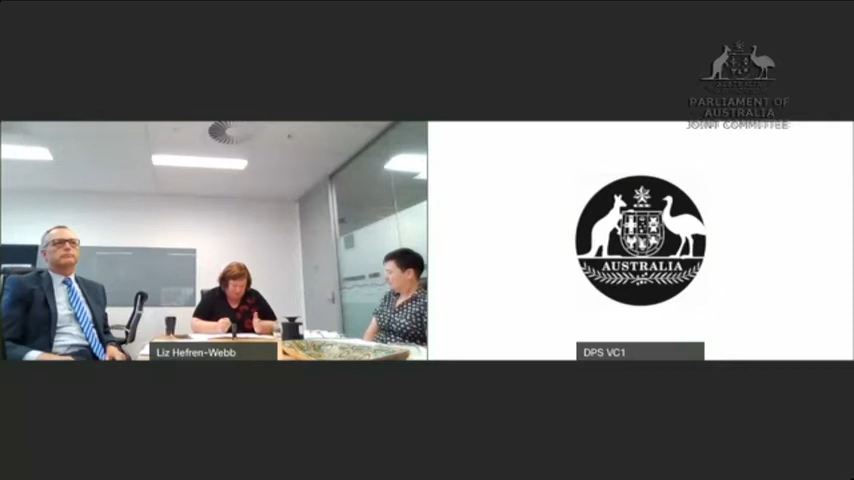 PARLIAMENT OF
AUSTRALIA
JOINT COMMITTEE
AUSTRALIA
Liz Hefren-Webb
DPS VC1